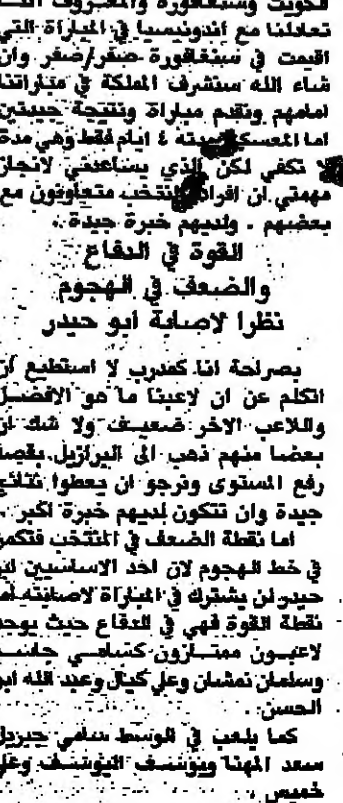 الكويت وسنغافورة والمعروف اننا
تعادلنا مع اندونيسيا في المباراة التي
اقيمت في سنغافورة صفر/صفر وان
شاء الله سنشرف المملكة في مباراتنا
امامهم ونقدم مباراة ونتيجة جيدتين
اما المعسكر مدته ٤ ايام فقط وهي مدة
لا تكفي لكن الذي يساعدني لانجاز
مهمتي ان افراد المنتخب متعاونون مع
بعضهم . ولديهم خبرة جيدة .
القوة في الدفاع
والضعف في الهجوم
نظرا لاصابة ابو حيدر
بصراحة انا كمدرب لا استطيع ان
اتكلم عن ان لاعبنا ما هو الافضل
واللاعب الاخر ضعيف ولا شك ان
بعضا منهم ذهب الى البرازيل بقصد
رفع المستوى ونرجو ان يعطوا نتائج
جيدة وان تتكون لديهم خبرة اكبر .
اما نقطة الضعف في المنتخب فتكمن
في خط الهجوم لان احد الاساسيين ابو
حيدر لن يشترك في المباراة لاصابته اما
نقطة القوة فهي في الدفاع حيث يوجد
لاعبون ممتازون كسامي جاسم
وسلمان نمشان وعلي كيال وعبد الله ابو
الحسن .
كما يلعب في الوسط سامي جبريل
سعد المهنا ويوسف اليوسف وعلي
خميس .